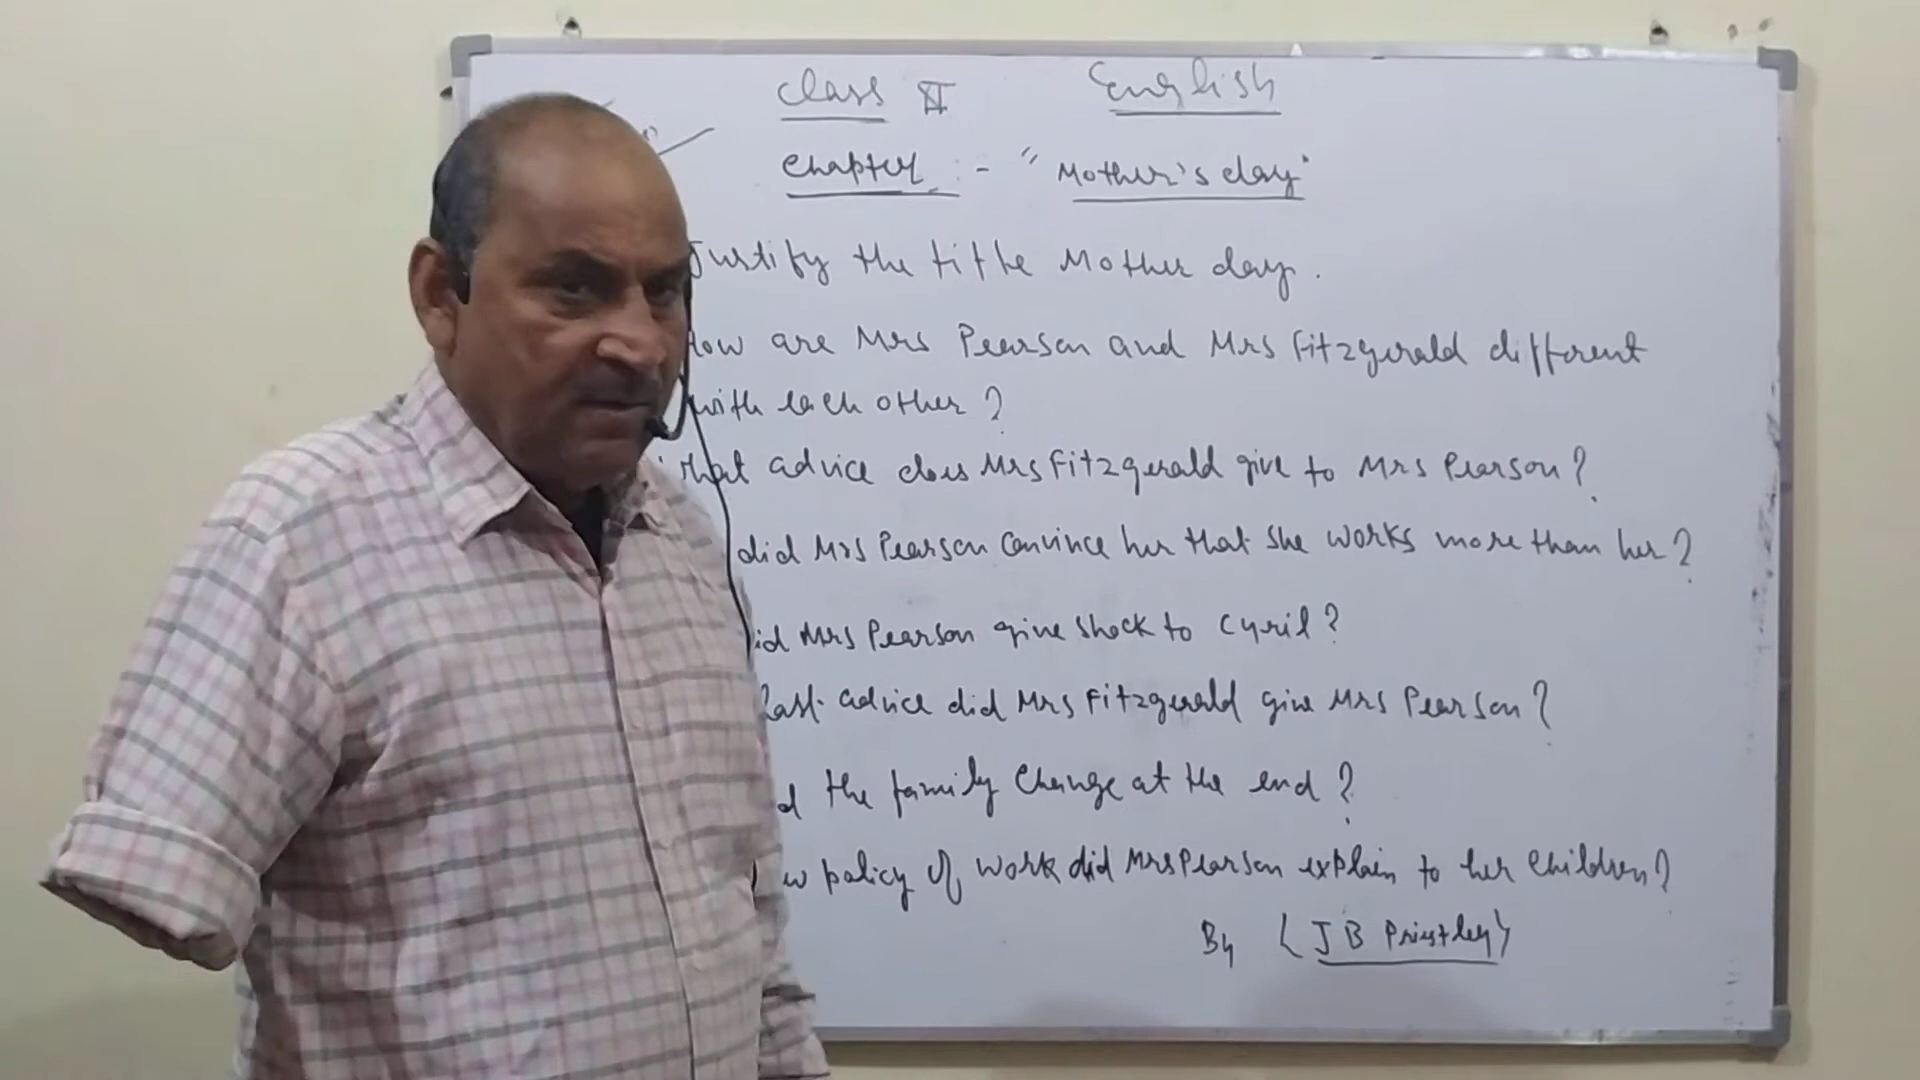 Class XI English
Chapter :- "Mother's day"
Justify the title Mother day.
How are Mrs Pearson and Mrs Fitzgerald different
with each other?
What advice does Mrs Fitzgerald give to Mrs Pearson?
did Mrs Pearson convince her that she works more than her?
did Mrs Pearson give shock to Cyril?
last advice did Mrs Fitzgerald give Mrs Pearson?
the family change at the end?
policy of work did Mrs Pearson explain to her children?
By (J B Priestley)